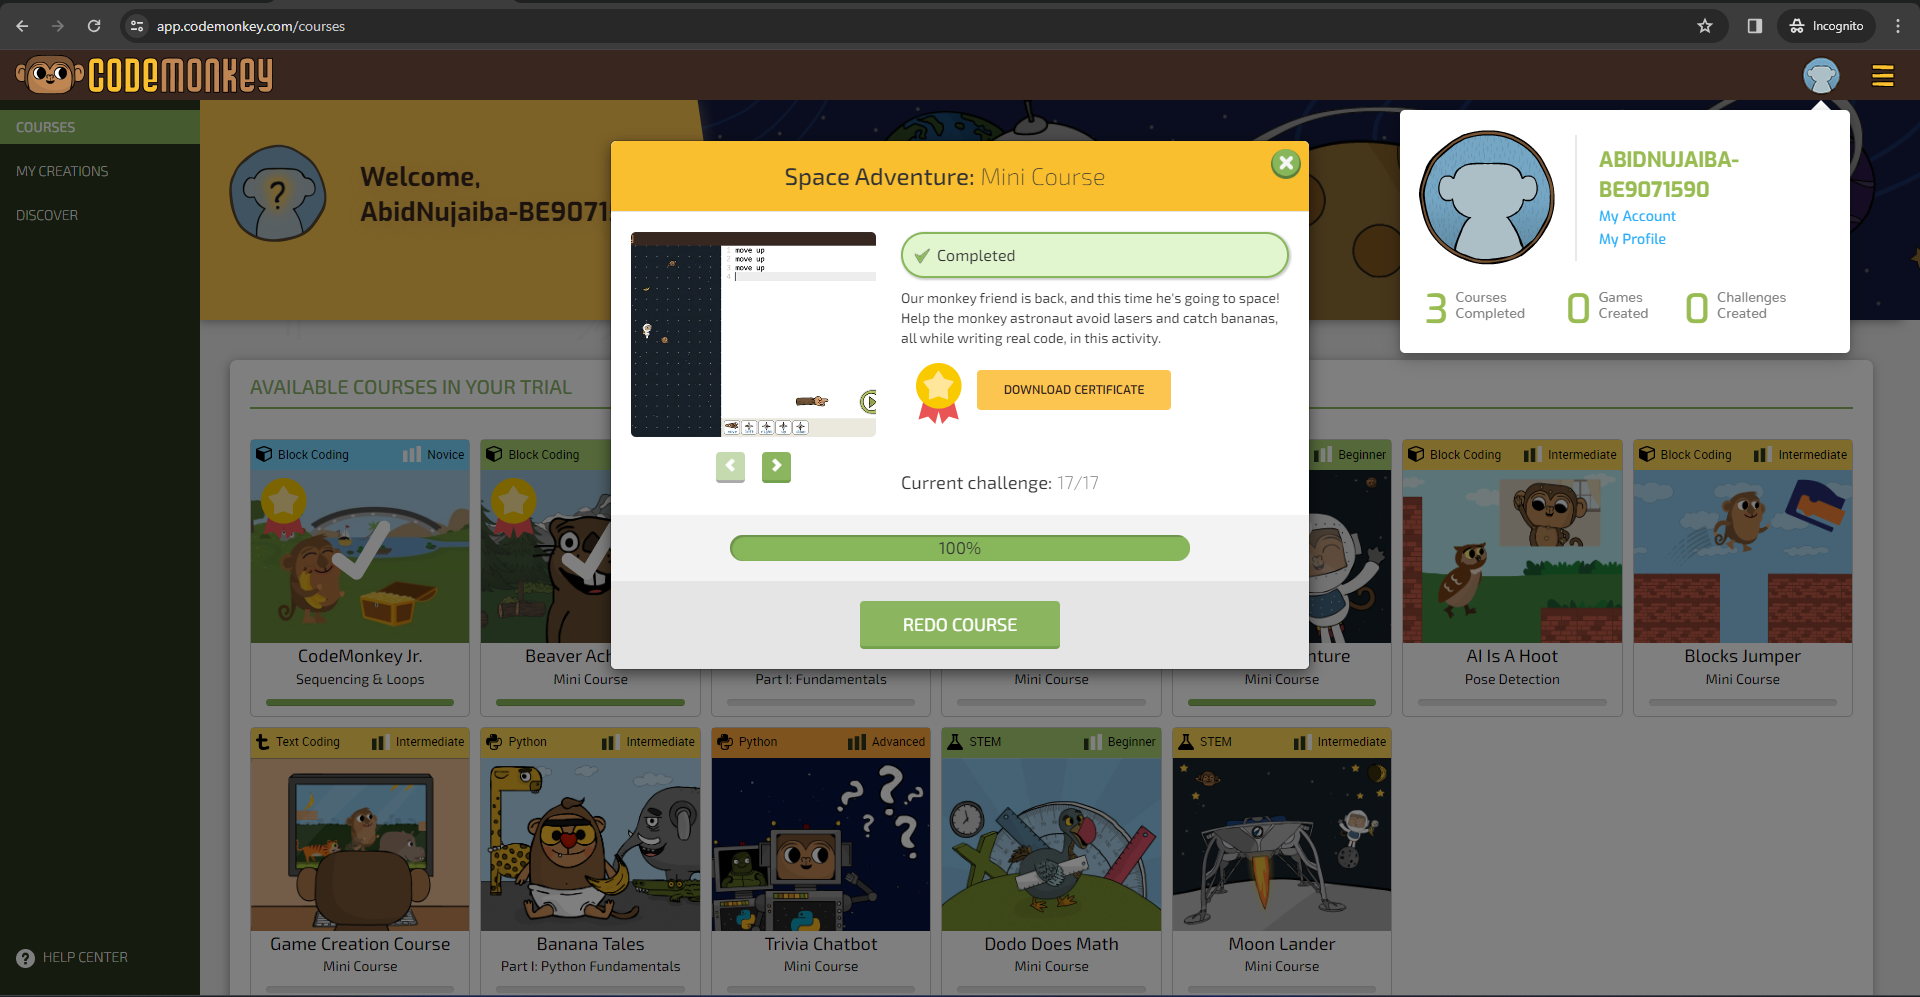 app.codemonkey.com/courses
Incognito
CODEMONKEY
COURSES
MY CREATIONS
DISCOVER
HELP CENTER
Welcome,
AbidNujaiba-BE9071
ABIDNUJAIBA-
BE9071590
My Account
My Profile
3 Courses Completed
0 Games Created
0 Challenges Created
Space Adventure: Mini Course
1 move up
2 move up
3 move up
4
Completed
Our monkey friend is back, and this time he's going to space!
Help the monkey astronaut avoid lasers and catch bananas,
all while writing real code, in this activity.
DOWNLOAD CERTIFICATE
Current challenge: 17/17
100%
REDO COURSE
AVAILABLE COURSES IN YOUR TRIAL
Block Coding Novice
CodeMonkey Jr.
Sequencing & Loops
Block Coding
Beaver Ach
Mini Course
Part I: Fundamentals
Mini Course
Beginner
nture
Mini Course
Block Coding Intermediate
AI Is A Hoot
Pose Detection
Block Coding Intermediate
Blocks Jumper
Mini Course
Text Coding Intermediate
Game Creation Course
Mini Course
Python Intermediate
Banana Tales
Part I: Python Fundamentals
Python Advanced
Trivia Chatbot
Mini Course
STEM Beginner
Dodo Does Math
Mini Course
STEM Intermediate
Moon Lander
Mini Course